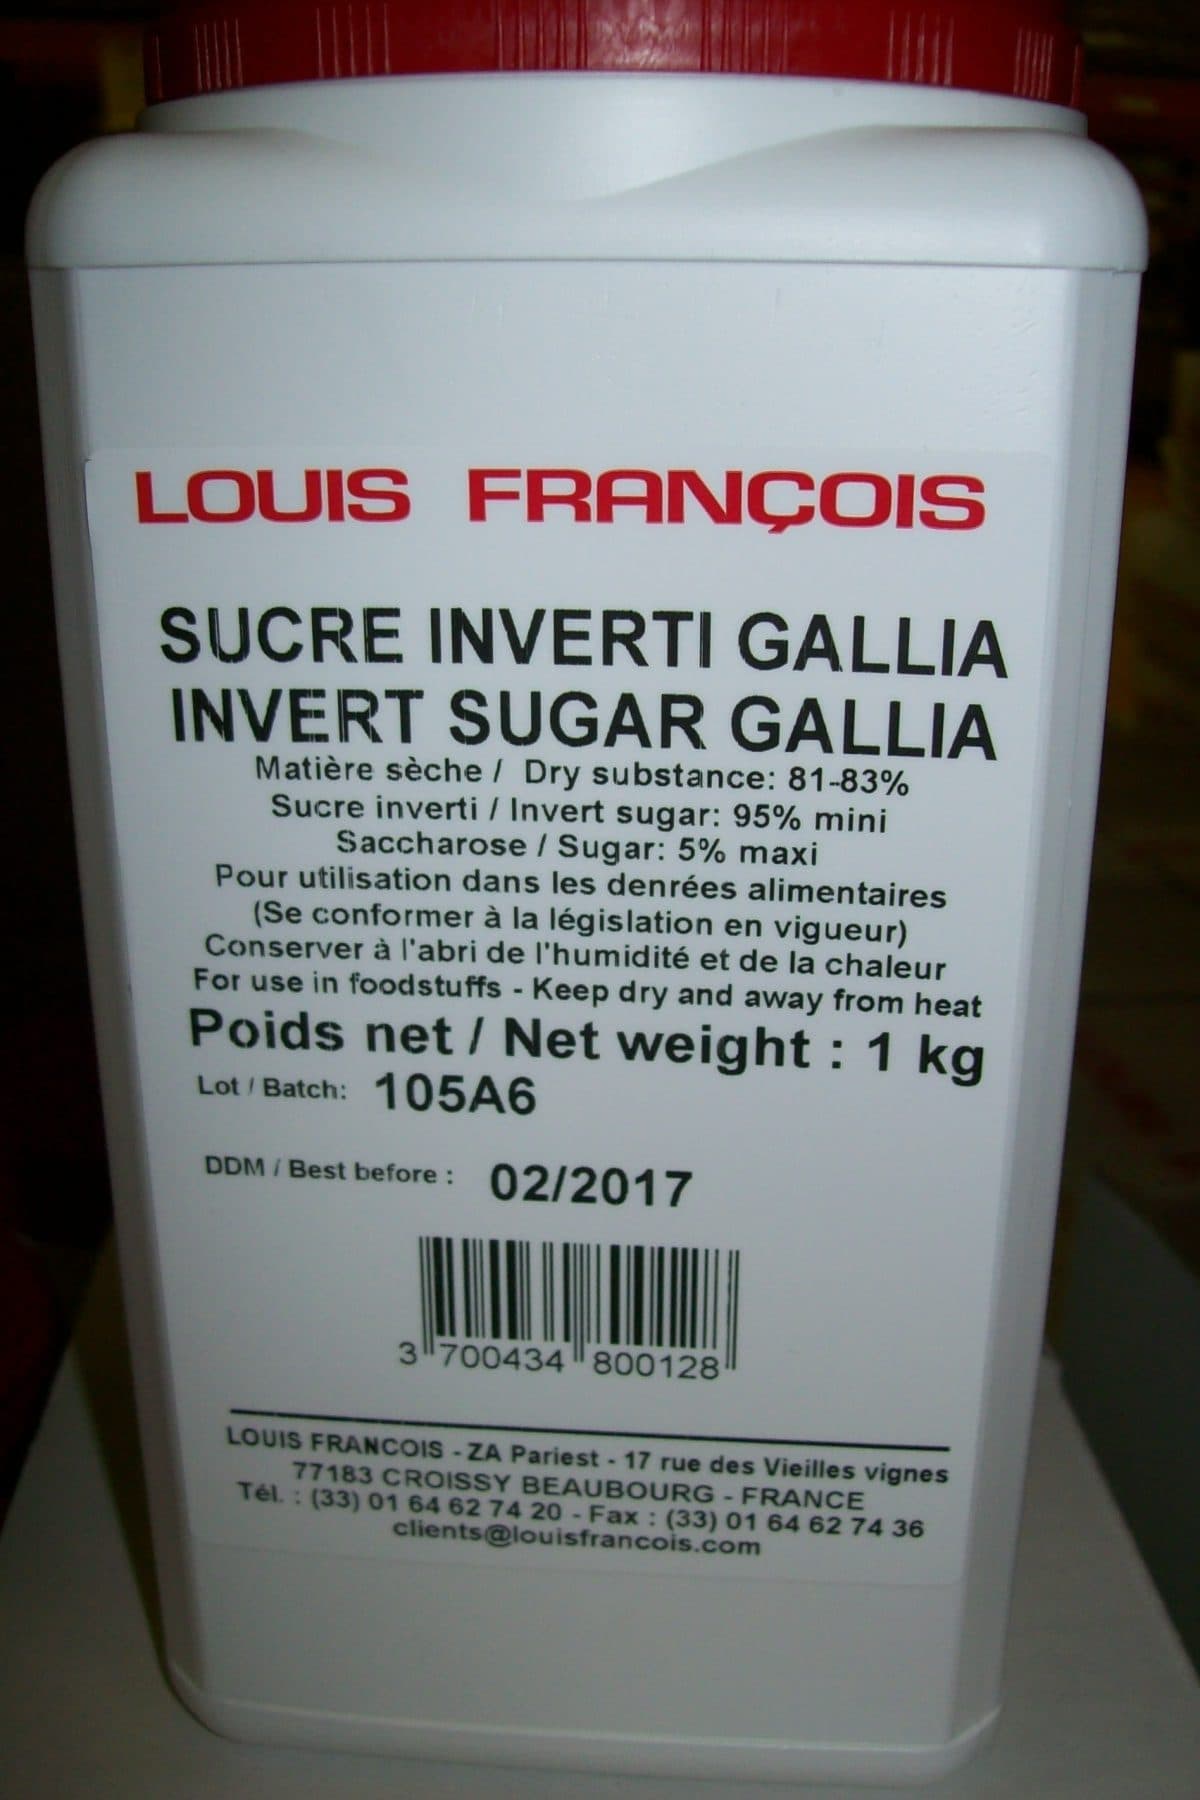 LOUIS FRANÇOIS
SUCRE INVERTI GALLIA
INVERT SUGAR GALLIA
Matière sèche / Dry substance: 81-83%
Sucre inverti / Invert sugar: 95% mini
Saccharose / Sugar: 5% maxi
Pour utilisation dans les denrées alimentaires
(Se conformer à la législation en vigueur)
Conserver à l'abri de l'humidité et de la chaleur
For use in foodstuffs - Keep dry and away from heat
Poids net / Net weight : 1 kg
Lot / Batch: 105A6
DDM / Best before : 02/2017
3 700434 800128
LOUIS FRANCOIS - ZA Pariest - 17 rue des Vieilles vignes
77183 CROISSY BEAUBOURG - FRANCE
Tél. : (33) 01 64 62 74 20 - Fax : (33) 01 64 62 74 36
clients@louisfrancois.com